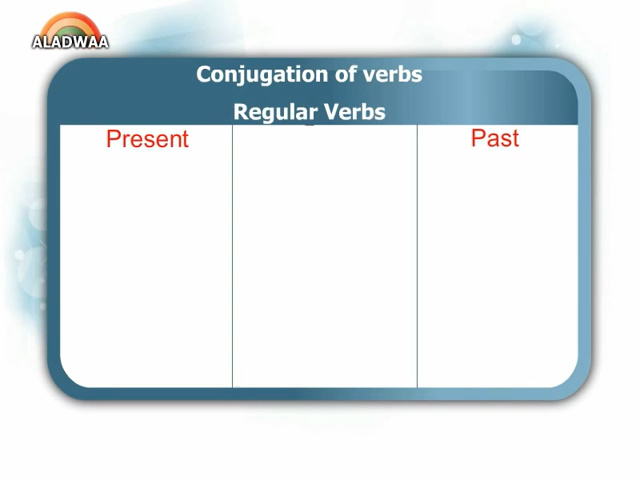 ALADWAA
Conjugation of verbs
Regular Verbs
Present
Past